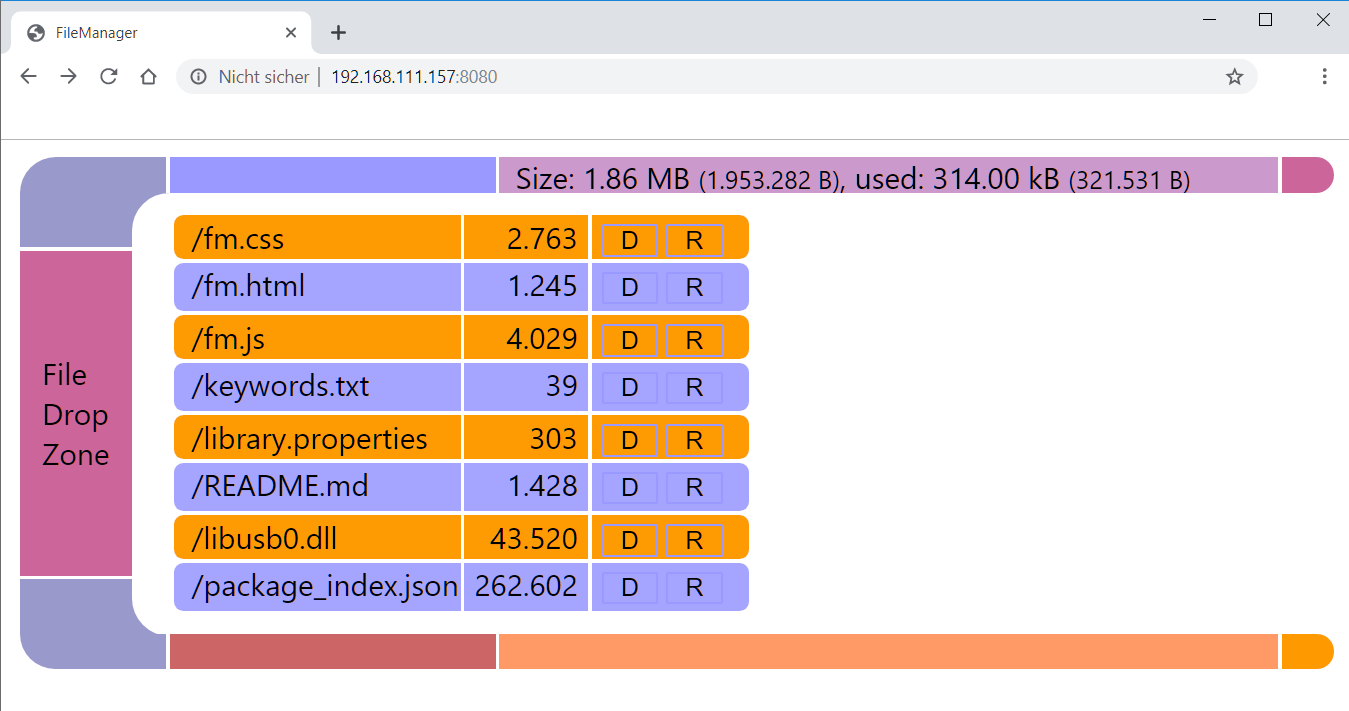 FileManager
Nicht sicher | 192.168.111.157:8080
Size: 1.86 MB (1.953.282 B), used: 314.00 kB (321.531 B)
/fm.css 2.763 D R
/fm.html 1.245 D R
/fm.js 4.029 D R
/keywords.txt 39 D R
/library.properties 303 D R
/README.md 1.428 D R
/libusb0.dll 43.520 D R
/package_index.json 262.602 D R
File
Drop
Zone